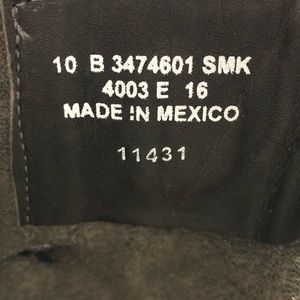 10 B 3474601 SMK
4003 E 16
MADE IN MEXICO
11431